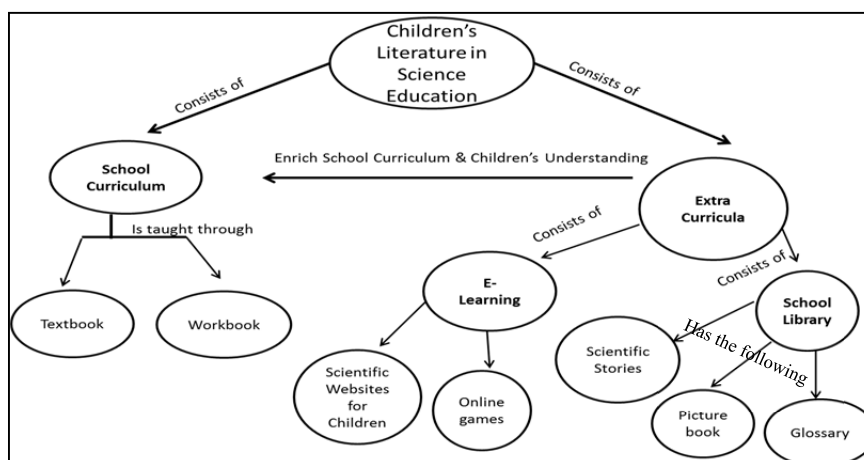 Children's
Literature in
Science
Education
Consists of
Consists of
School
Curriculum
Enrich School Curriculum & Children's Understanding
Extra
Curricula
Is taught through
Consists of
Consists of
Textbook
Workbook
E-
Learning
School
Library
Has the following
Scientific
Websites
for
Children
Online
games
Scientific
Stories
Picture
book
Glossary